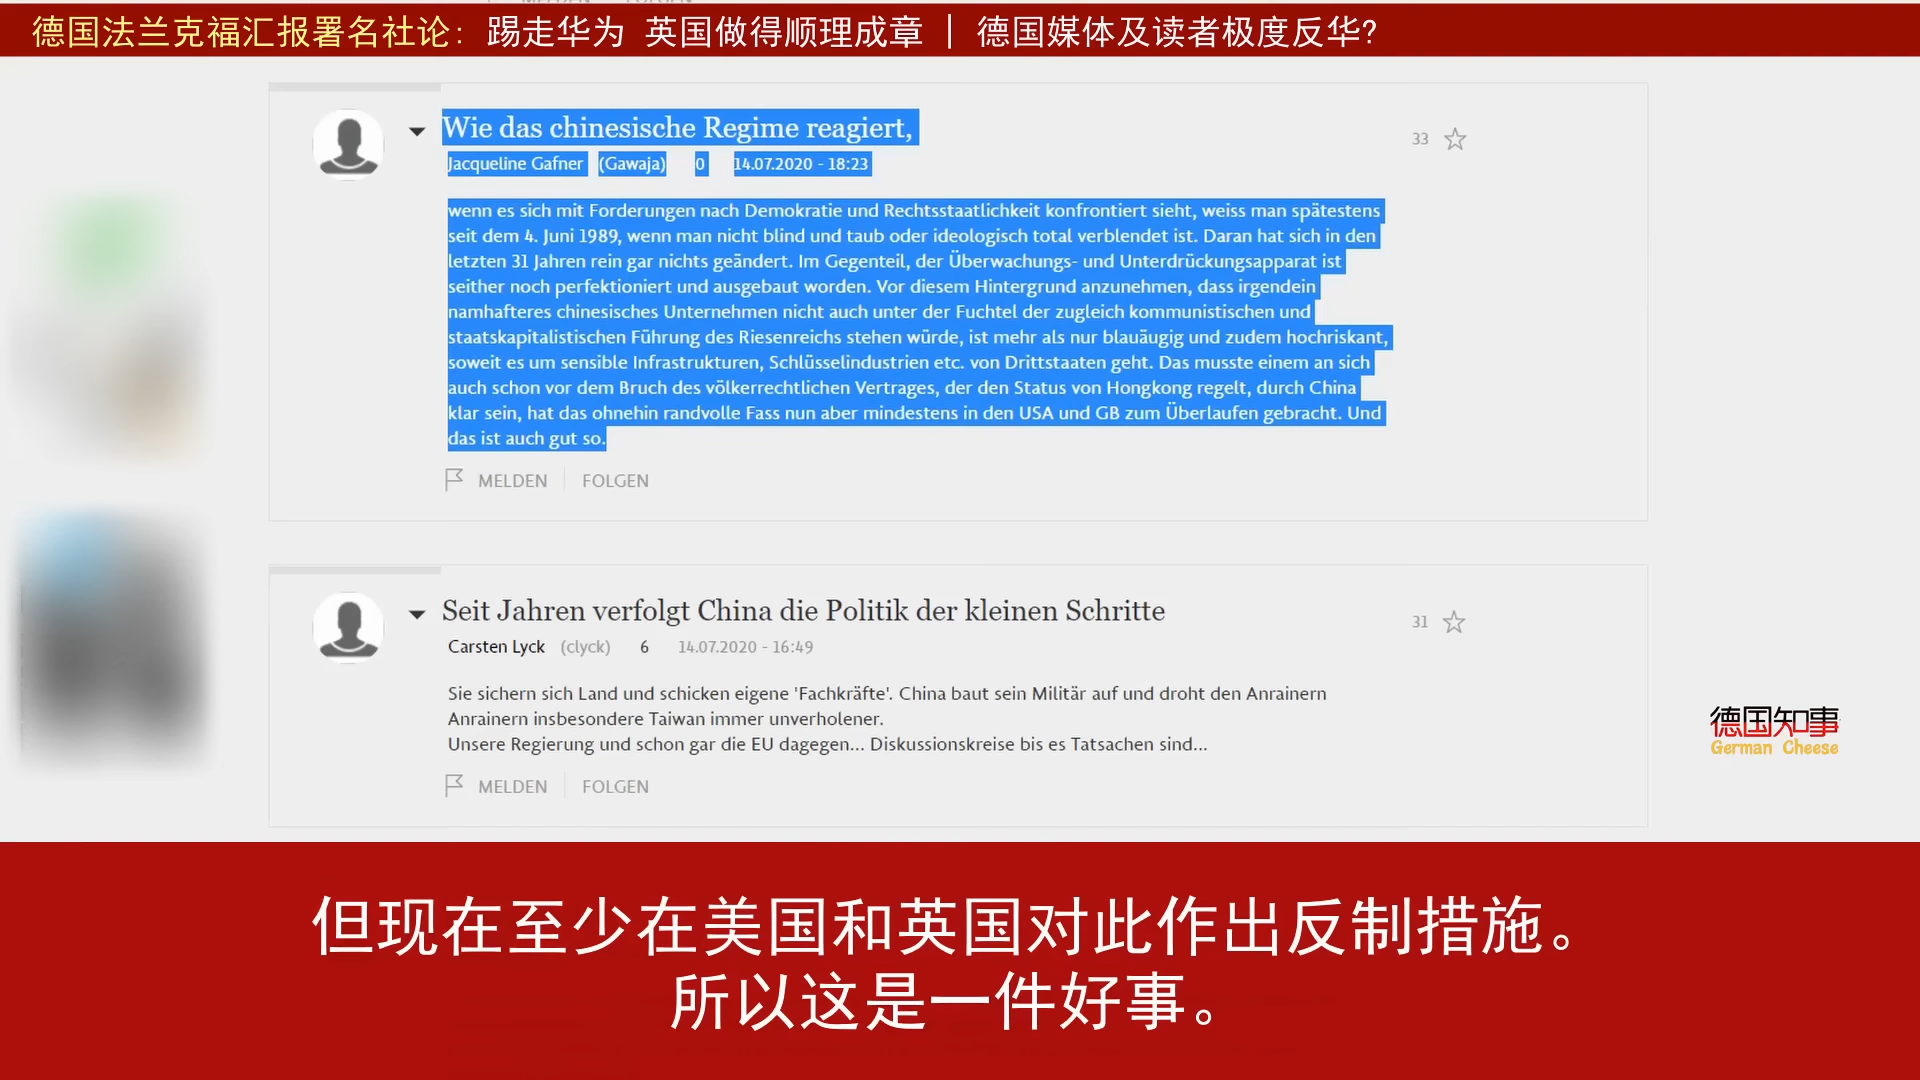 德国法兰克福汇报署名社论：踢走华为 英国做得顺理成章 | 德国媒体及读者极度反华?
Wie das chinesische Regime reagiert,
33
Jacqueline Gafner (Gawaja) 0 14.07.2020 - 18:23
wenn es sich mit Forderungen nach Demokratie und Rechtsstaatlichkeit konfrontiert sieht, weiss man spätestens
seit dem 4. Juni 1989, wenn man nicht blind und taub oder ideologisch total verblendet ist. Daran hat sich in den
letzten 31 Jahren rein gar nichts geändert. Im Gegenteil, der Überwachungs- und Unterdrückungsapparat ist
seither noch perfektioniert und ausgebaut worden. Vor diesem Hintergrund anzunehmen, dass irgendein
namhafteres chinesisches Unternehmen nicht auch unter der Fuchtel der zugleich kommunistischen und
staatskapitalistischen Führung des Riesenreichs stehen würde, ist mehr als nur blauäugig und zudem hochriskant,
soweit es um sensible Infrastrukturen, Schlüsselindustrien etc. von Drittstaaten geht. Das musste einem an sich
auch schon vor dem Bruch des völkerrechtlichen Vertrages, der den Status von Hongkong regelt, durch China
klar sein, hat das ohnehin randvolle Fass nun aber mindestens in den USA und GB zum Überlaufen gebracht. Und
das ist auch gut so.
MELDEN FOLGEN
Seit Jahren verfolgt China die Politik der kleinen Schritte
31
Carsten Lyck (clyck) 6 14.07.2020 - 16:49
Sie sichern sich Land und schicken eigene 'Fachkräfte'. China baut sein Militär auf und droht den Anrainern
Anrainern insbesondere Taiwan immer unverholener.
Unsere Regierung und schon gar die EU dagegen... Diskussionskreise bis es Tatsachen sind...
MELDEN FOLGEN
德国知事
German Cheese
但现在至少在美国和英国对此作出反制措施。
所以这是一件好事。